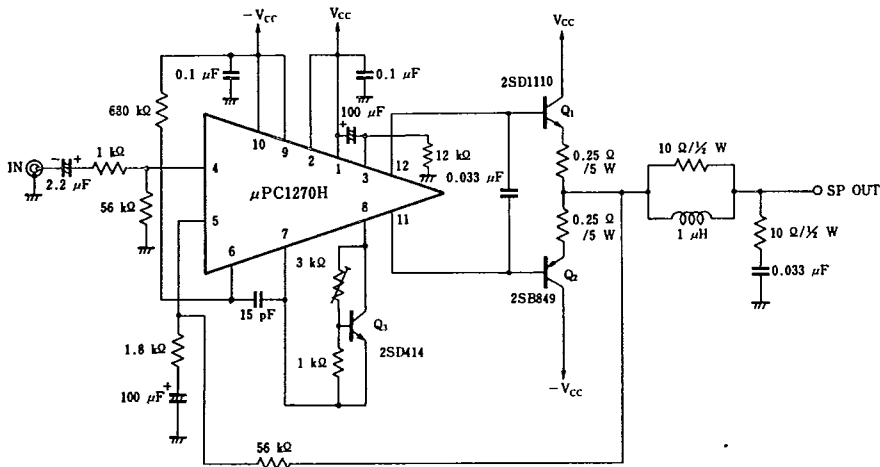 −VCC
VCC
VCC
0.1 µF
0.1 µF
2SD1110
Q₁
680 kΩ
100 µF
+
10
9
2
1
3
12
12 kΩ
0.25 Ω
/5 W
10 Ω/½ W
IN
− +
1 kΩ
4
0.033 µF
SP OUT
2.2 µF
µPC1270H
56 kΩ
5
8
11
0.25 Ω
/5 W
1 µH
10 Ω/½ W
6
7
3 kΩ
Q₂
0.033 µF
15 pF
2SB849
Q₃
1.8 kΩ
1 kΩ
2SD414
−VCC
100 µF
+
56 kΩ